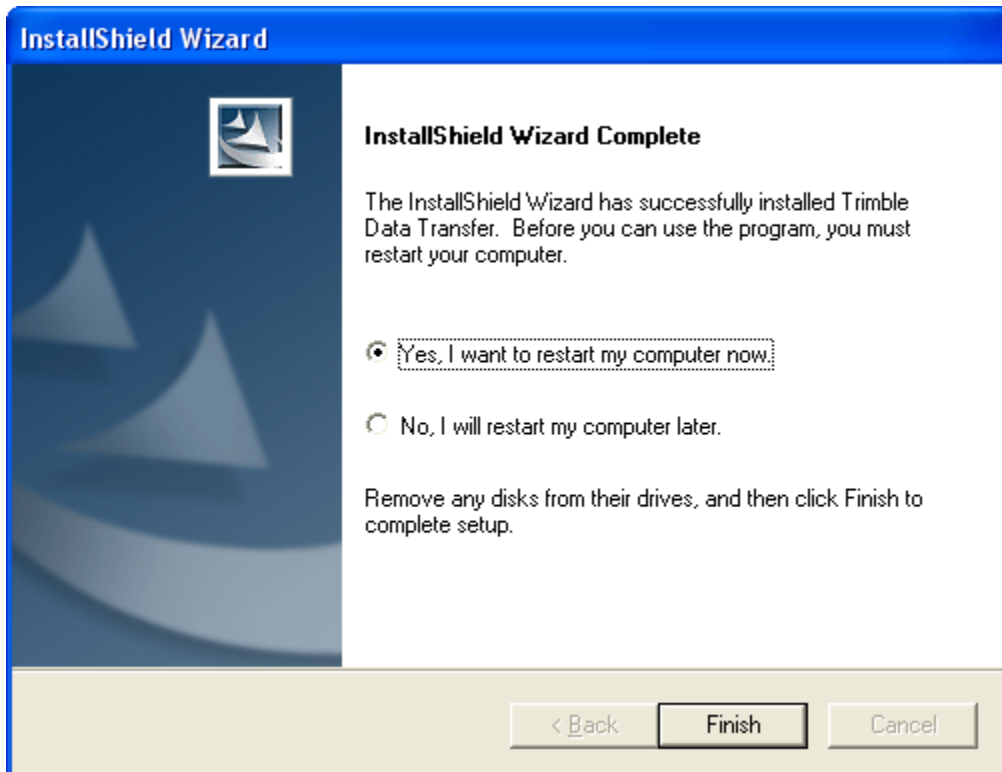 InstallShield Wizard
InstallShield Wizard Complete
The InstallShield Wizard has successfully installed Trimble
Data Transfer.  Before you can use the program, you must
restart your computer.
Yes, I want to restart my computer now.
No, I will restart my computer later.
Remove any disks from their drives, and then click Finish to
complete setup.
< Back
Finish
Cancel